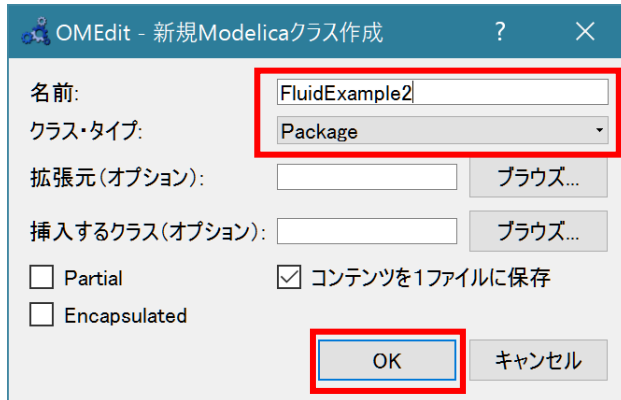 OMEdit - 新規Modelicaクラス作成 ?
名前: FluidExample2
クラス・タイプ: Package
拡張元(オプション): ブラウズ...
挿入するクラス(オプション): ブラウズ...
Partial コンテンツを1ファイルに保存
Encapsulated
OK キャンセル